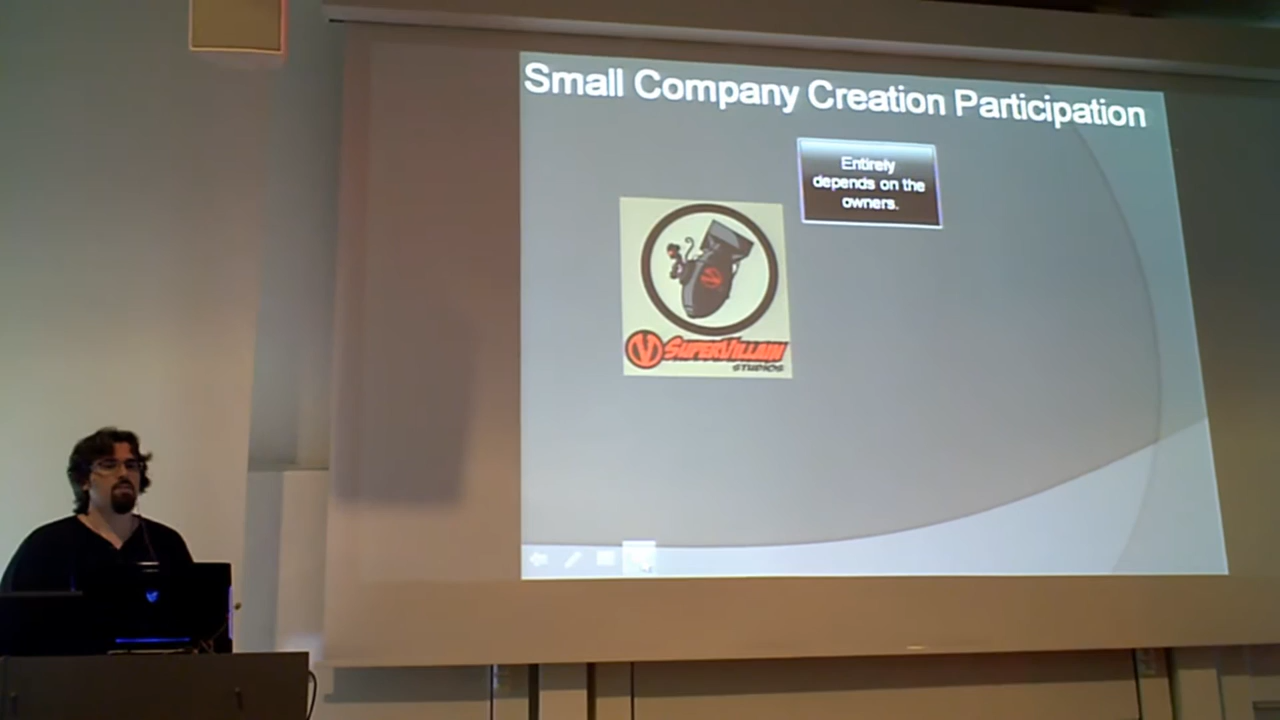 Small Company Creation Participation
Entirely
depends on the
owners.
SUPERVILLAIN
STUDIOS